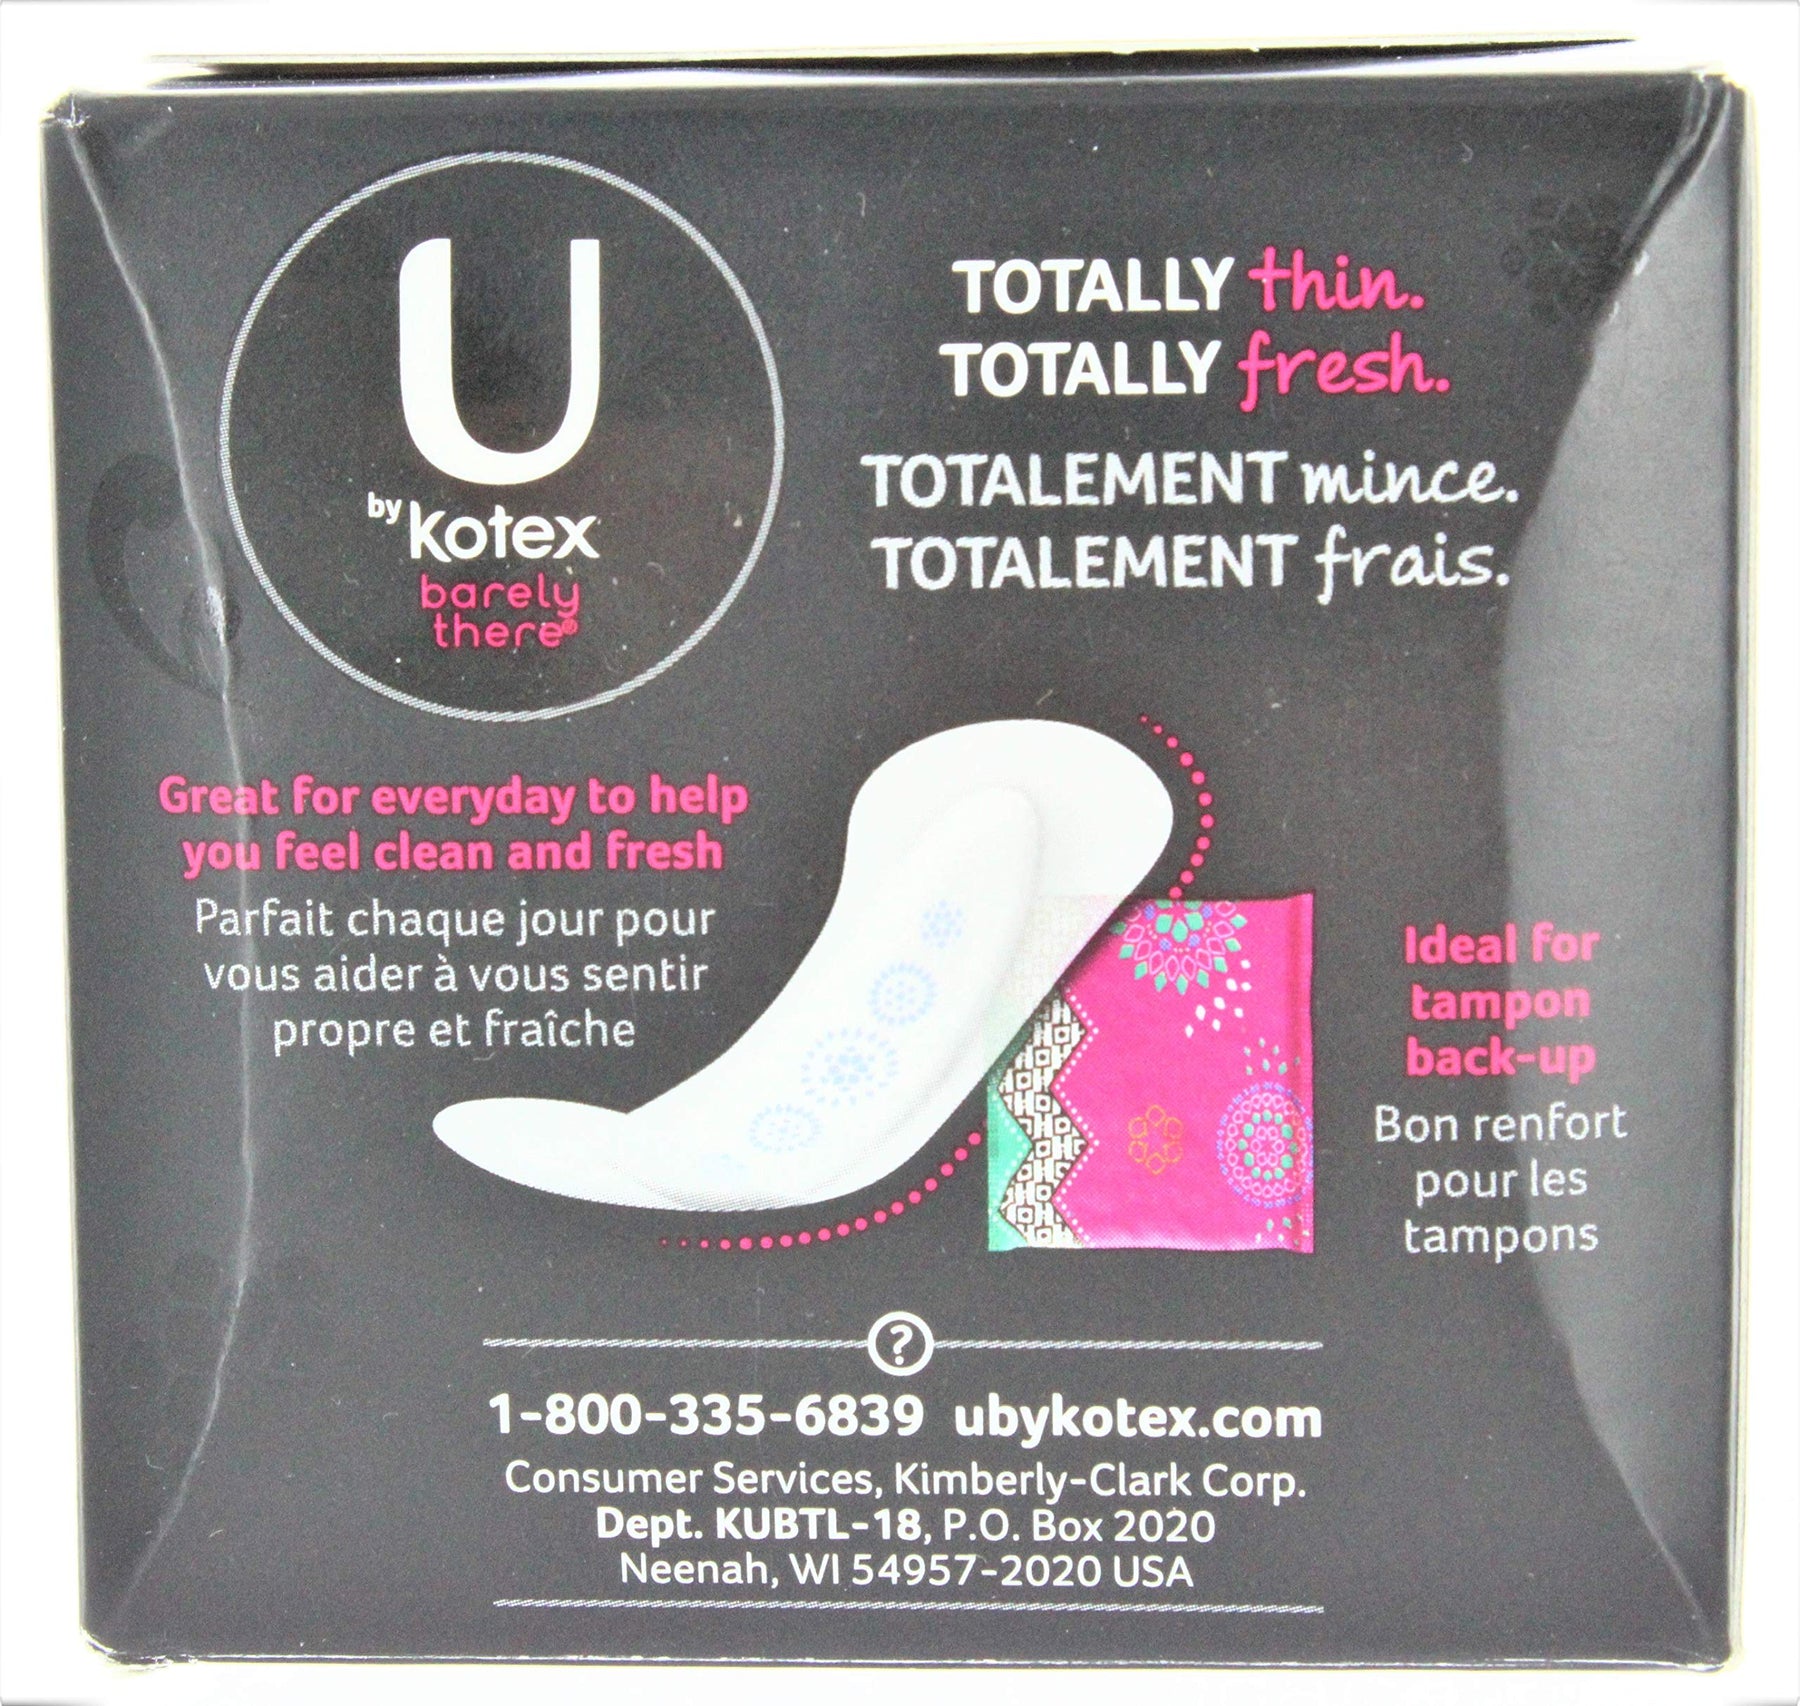 U
by Kotex
barely
there®
TOTALLY thin.
TOTALLY fresh.
TOTALEMENT mince.
TOTALEMENT frais.
Great for everyday to help
you feel clean and fresh
Parfait chaque jour pour
vous aider à vous sentir
propre et fraîche
Ideal for
tampon
back-up
Bon renfort
pour les
tampons
?
1-800-335-6839 ubykotex.com
Consumer Services, Kimberly-Clark Corp.
Dept. KUBTL-18, P.O. Box 2020
Neenah, WI 54957-2020 USA